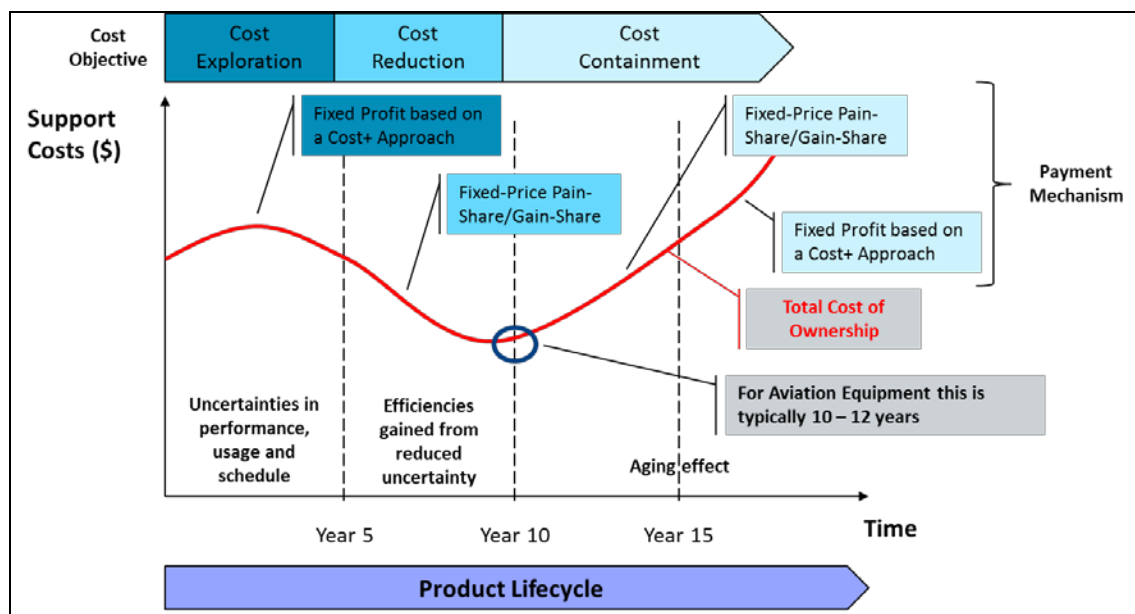 Cost
Objective
Cost
Exploration
Cost
Reduction
Cost
Containment
Support
Costs ($)
Fixed Profit based on
a Cost+ Approach
Fixed-Price Pain-
Share/Gain-Share
Fixed-Price Pain-
Share/Gain-Share
Fixed Profit based on
a Cost+ Approach
Payment
Mechanism
Total Cost of
Ownership
For Aviation Equipment this is
typically 10 – 12 years
Uncertainties in
performance,
usage and
schedule
Efficiencies
gained from
reduced
uncertainty
Aging effect
Year 5
Year 10
Year 15
Time
Product Lifecycle